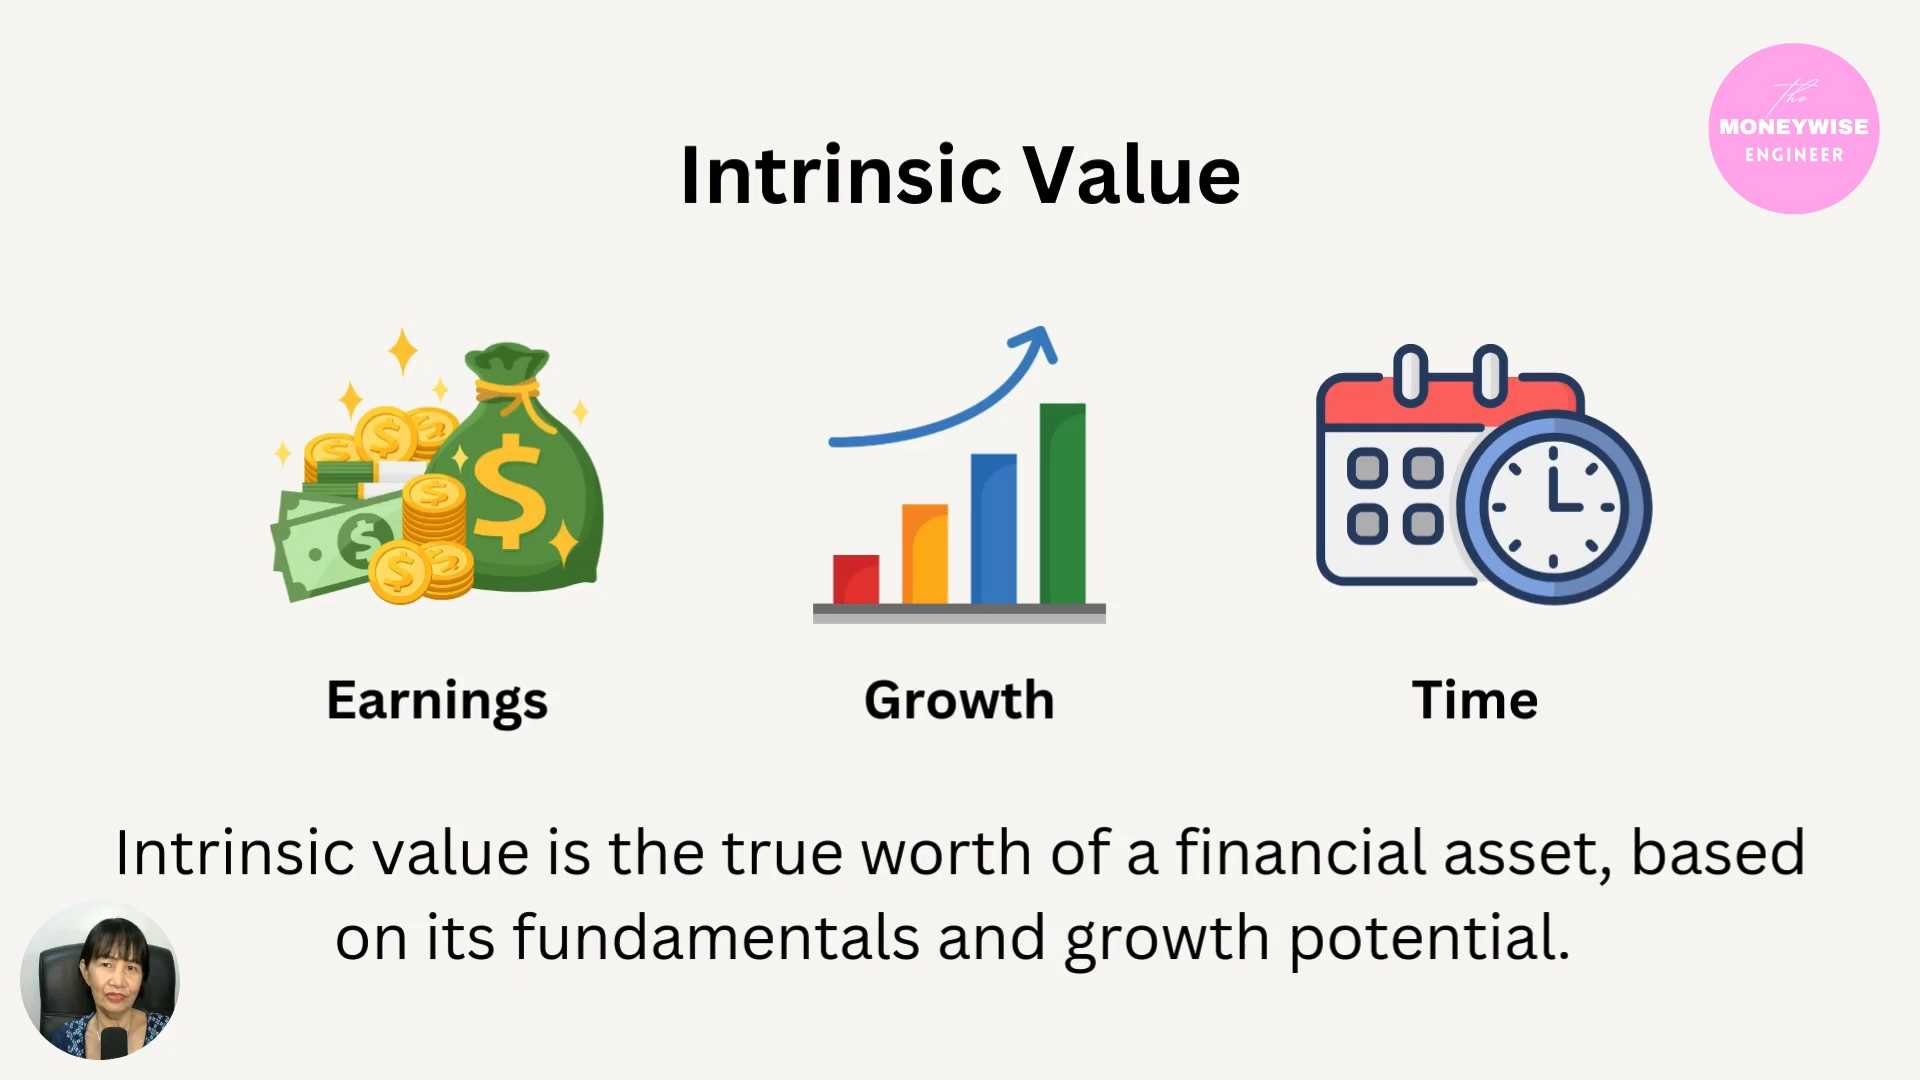 the
MONEYWISE
ENGINEER
Intrinsic Value
$ $ $ $ $ $ $
Earnings
Growth
Time
Intrinsic value is the true worth of a financial asset, based
on its fundamentals and growth potential.